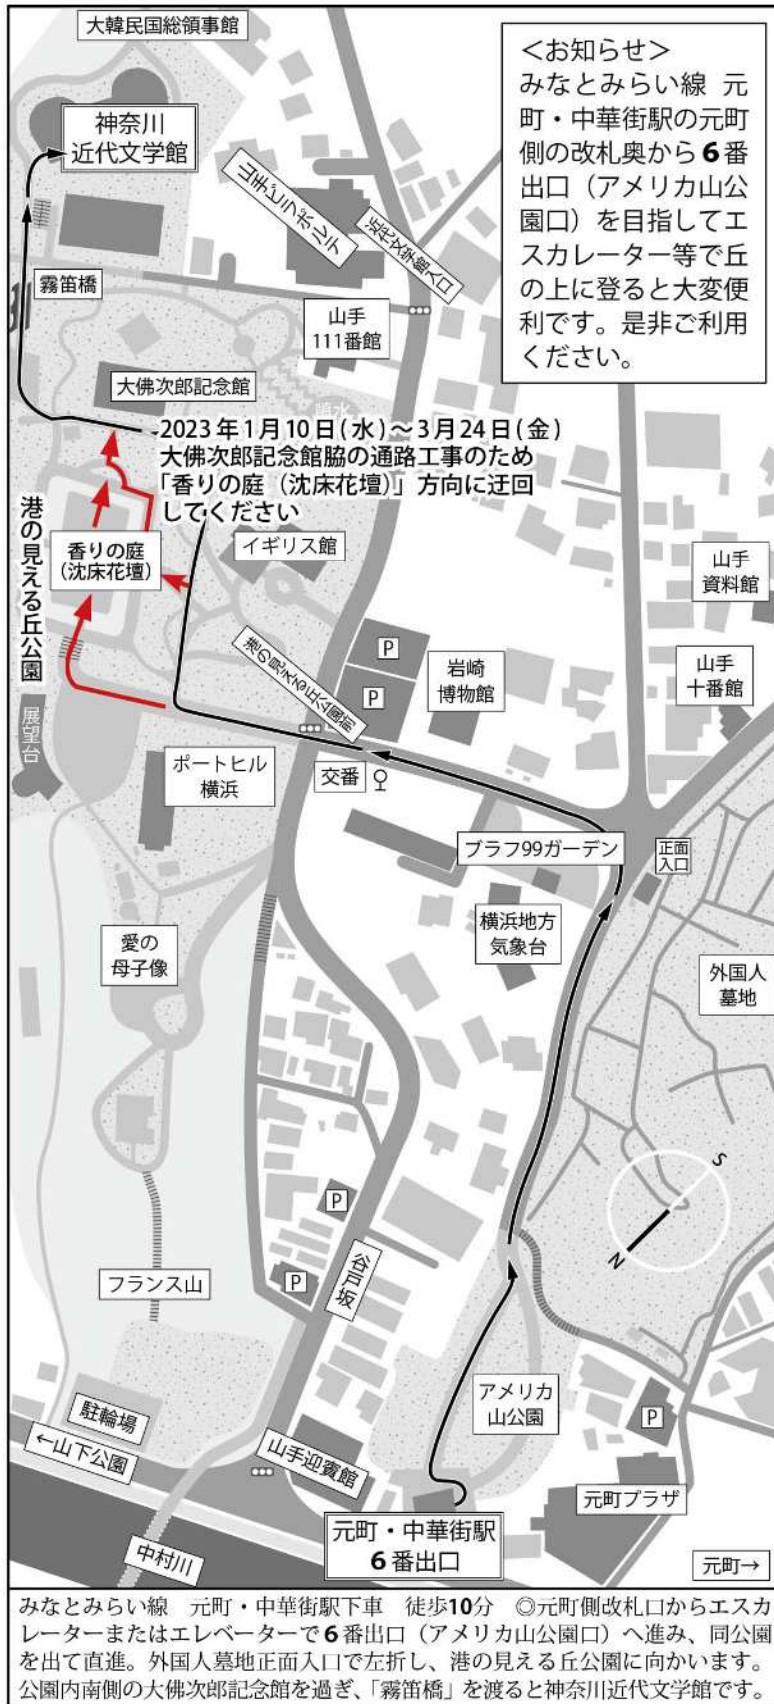 大韓民国総領事館
＜お知らせ＞
みなとみらい線 元
町・中華街駅の元町
側の改札奥から6番
出口（アメリカ山公
園口）を目指してエ
スカレーター等で丘
の上に登ると大変便
利です。是非ご利用
ください。
神奈川
近代文学館
山手ゲーテ座
近代文学館入口
霧笛橋
山手
111番館
大佛次郎記念館
噴水
2023年1月10日(水)～3月24日(金)
大佛次郎記念館脇の通路工事のため
「香りの庭（沈床花壇）」方向に迂回
してください
港の見える丘公園
香りの庭
（沈床花壇）
イギリス館
山手
資料館
港の見える丘公園前
P
P
岩崎
博物館
山手
十番館
展望台
ポートヒル
横浜
交番
ブラフ99ガーデン
正面
入口
横浜地方
気象台
愛の
母子像
外国人
墓地
S
N
P
P
谷戸坂
フランス山
アメリカ
山公園
P
駐輪場
←山下公園
山手迎賓館
元町プラザ
元町・中華街駅
6番出口
中村川
元町→
みなとみらい線　元町・中華街駅下車　徒歩10分　◎元町側改札口からエスカ
レーターまたはエレベーターで6番出口（アメリカ山公園口）へ進み、同公園
を出て直進。外国人墓地正面入口で左折し、港の見える丘公園に向かいます。
公園内南側の大佛次郎記念館を過ぎ、「霧笛橋」を渡ると神奈川近代文学館です。